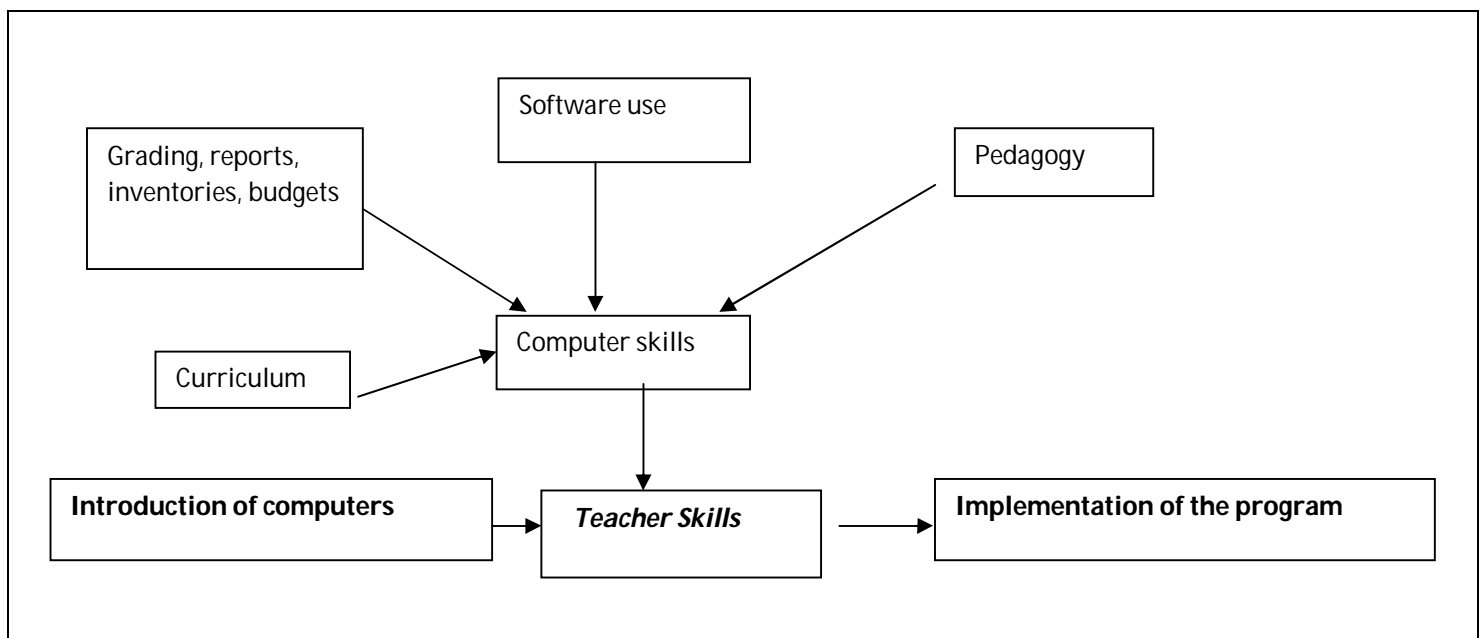 Software use
Grading, reports,
inventories, budgets
Pedagogy
Computer skills
Curriculum
Introduction of computers
Teacher Skills
Implementation of the program